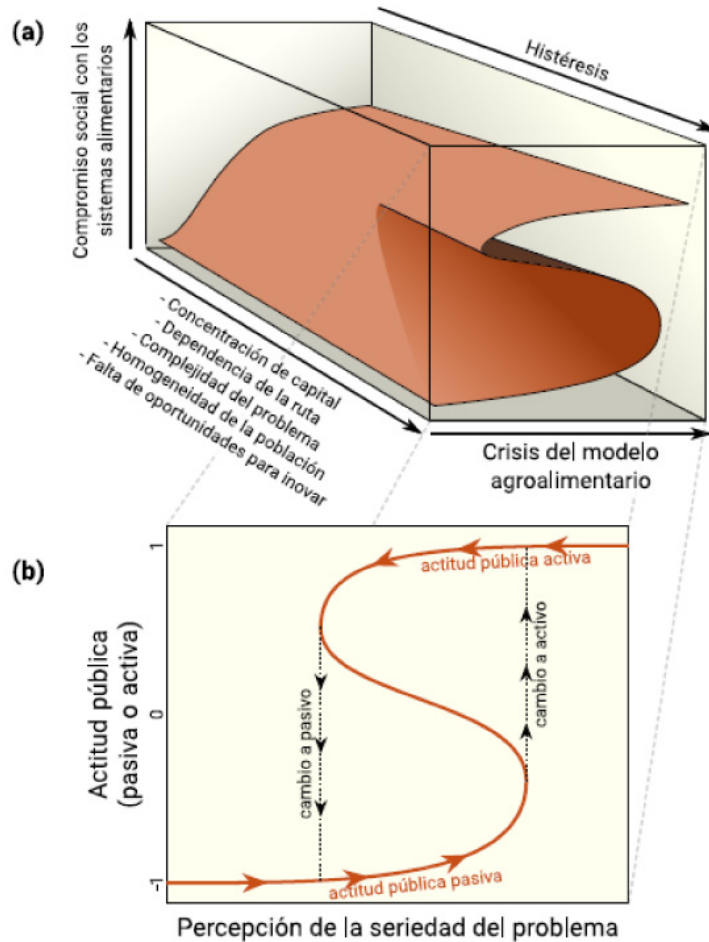 (a)
Compromiso social con los
sistemas alimentarios
Histéresis
- Concentración de capital
- Dependencia de la ruta
- Complejidad del problema
- Homogeneidad de la población
- Falta de oportunidades para inovar
Crisis del modelo
agroalimentario
(b)
Actitud pública
(pasiva o activa)
1
0
-1
actitud pública activa
cambio a pasivo
cambio a activo
actitud pública pasiva
Percepción de la seriedad del problema